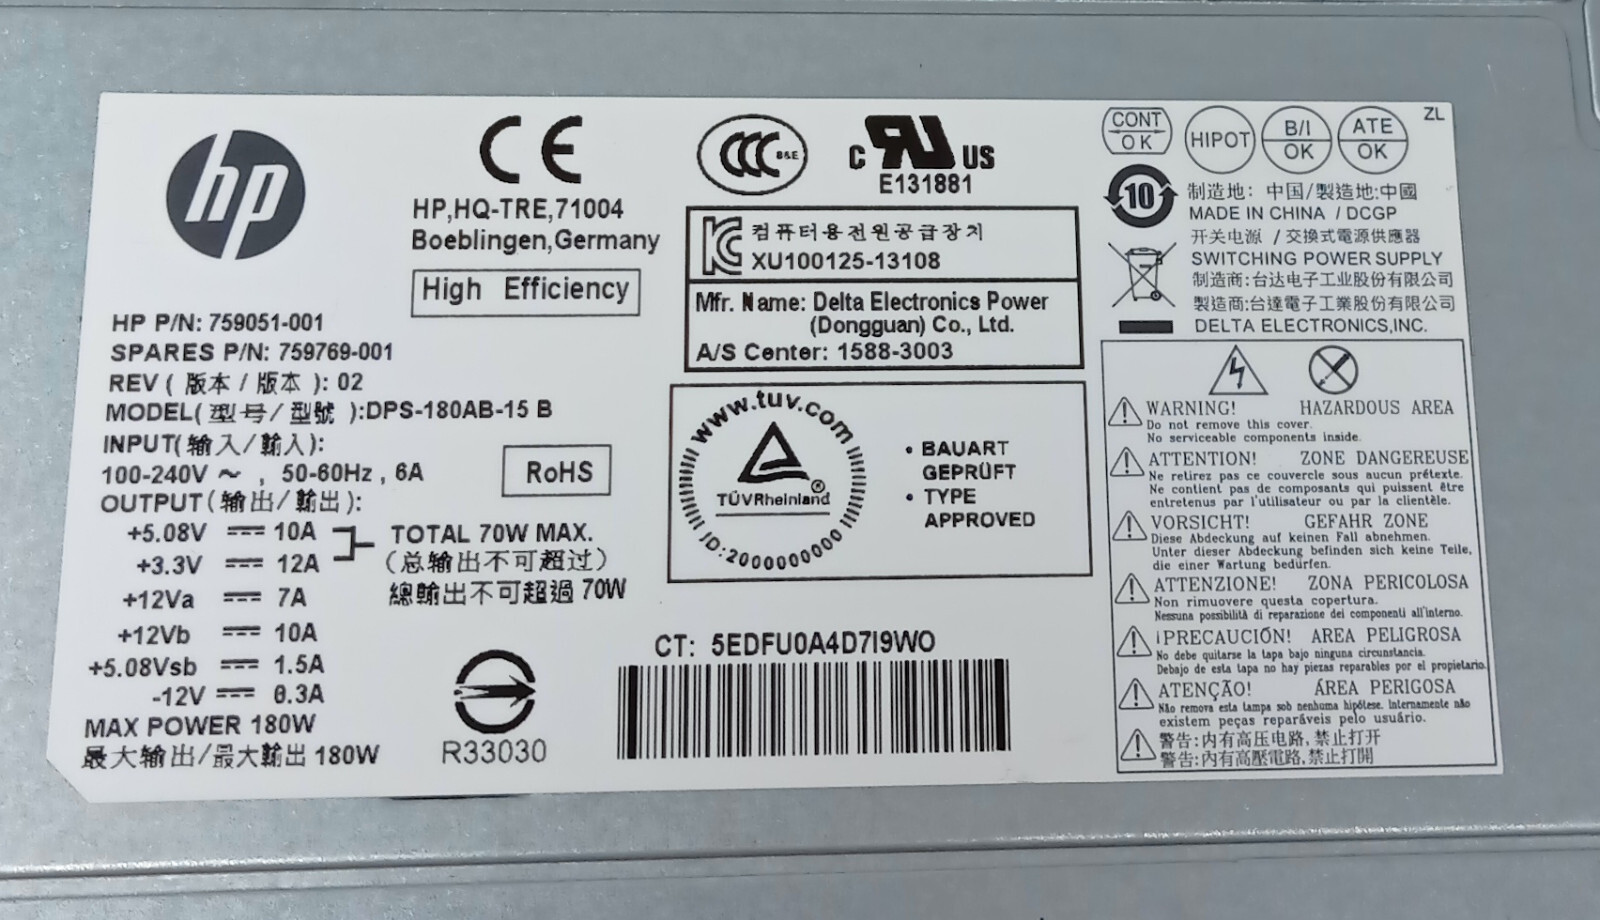 hp
CE
HP,HQ-TRE,71004
Boeblingen,Germany
High Efficiency
HP P/N: 759051-001
SPARES P/N: 759769-001
REV ( 版本 / 版本 ): 02
MODEL( 型号 / 型號 ):DPS-180AB-15 B
INPUT( 输入 / 輸入 ):
100-240V ~ , 50-60Hz , 6A
RoHS
OUTPUT ( 输出 / 輸出 ):
+5.08V ⎓ 10A
+3.3V ⎓ 12A
TOTAL 70W MAX.
(总输出不可超过)
總輸出不可超過 70W
+12Va ⎓ 7A
+12Vb ⎓ 10A
+5.08Vsb ⎓ 1.5A
-12V ⎓ 0.3A
MAX POWER 180W
最大输出/最大輸出 180W
R33030
CCC S&E
c RU US
E131881
KC 컴퓨터용전원공급장치
XU100125-13108
Mfr. Name: Delta Electronics Power
(Dongguan) Co., Ltd.
A/S Center: 1588-3003
www.tuv.com
TÜVRheinland ®
ID:2000000000
• BAUART
GEPRÜFT
• TYPE
APPROVED
CT: 5EDFU0A4D7I9WO
CONT OK
HIPOT
B/I OK
ATE OK
ZL
10
制造地: 中国/製造地:中國
MADE IN CHINA / DCGP
开关电源 / 交換式電源供應器
SWITCHING POWER SUPPLY
制造商:台达电子工业股份有限公司
製造商:台達電子工業股份有限公司
DELTA ELECTRONICS,INC.
WARNING! HAZARDOUS AREA
Do not remove this cover.
No serviceable components inside.
ATTENTION! ZONE DANGEREUSE
Ne retirez pas ce couvercle sous aucun prétexte.
Ne contient pas de composants qui puissent être
entretenus par l'utilisateur ou par la clientèle.
VORSICHT! GEFAHR ZONE
Diese Abdeckung auf keinen Fall abnehmen.
Unter dieser Abdeckung befinden sich keine Teile,
die einer Wartung bedürfen.
ATTENZIONE! ZONA PERICOLOSA
Non rimuovere questa copertura.
Nessuna possibilità di reparazione dei componenti all'interno.
¡PRECAUCIÓN! AREA PELIGROSA
No debe quitarse la tapa bajo ninguna circunstancia.
Debajo de esta tapa no hay piezas reparables por el propietario.
ATENÇÃO! ÁREA PERIGOSA
Não remova esta tampa sob nenhuma hipótese. Internamente não
existem peças reparáveis pelo usuário.
警告:内有高压电路,禁止打开
警告:內有高壓電路,禁止打開